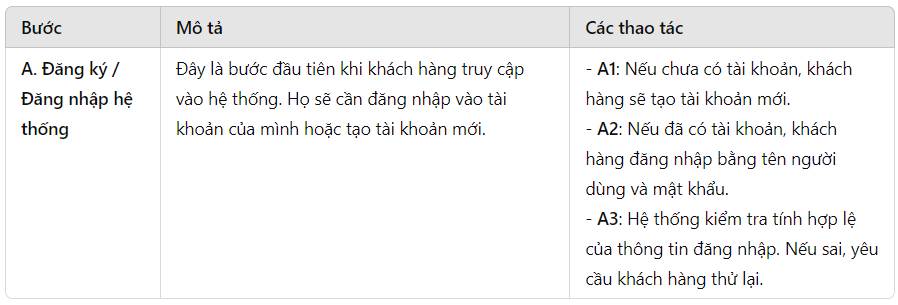 Bước
Mô tả
Các thao tác
A. Đăng ký /
Đăng nhập hệ
thống
Đây là bước đầu tiên khi khách hàng truy cập
vào hệ thống. Họ sẽ cần đăng nhập vào tài
khoản của mình hoặc tạo tài khoản mới.
- A1: Nếu chưa có tài khoản, khách
hàng sẽ tạo tài khoản mới.
- A2: Nếu đã có tài khoản, khách
hàng đăng nhập bằng tên người
dùng và mật khẩu.
- A3: Hệ thống kiểm tra tính hợp lệ
của thông tin đăng nhập. Nếu sai, yêu
cầu khách hàng thử lại.